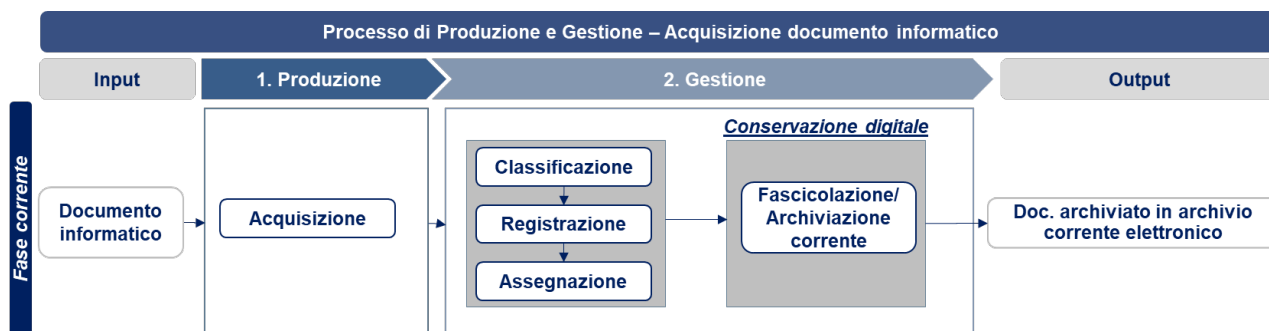 Processo di Produzione e Gestione – Acquisizione documento informatico
Input
1. Produzione
2. Gestione
Output
Fase corrente
Documento
informatico
Acquisizione
Classificazione
Registrazione
Assegnazione
Conservazione digitale
Fascicolazione/
Archiviazione
corrente
Doc. archiviato in archivio
corrente elettronico